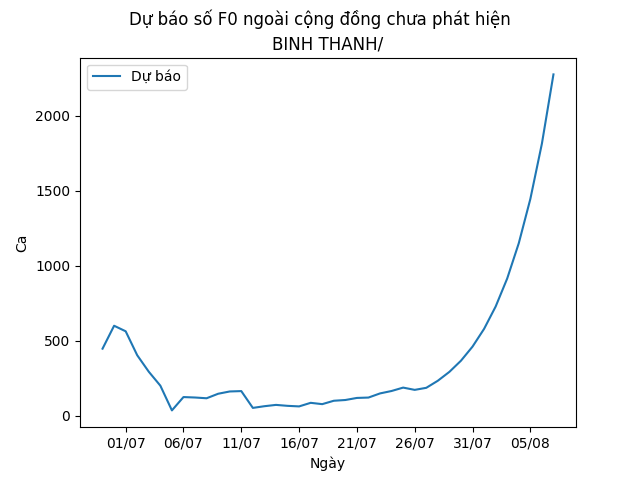 Dự báo số F0 ngoài cộng đồng chưa phát hiện
BINH THANH/
Dự báo
2000
1500
1000
500
0
Ca
01/07 06/07 11/07 16/07 21/07 26/07 31/07 05/08
Ngày